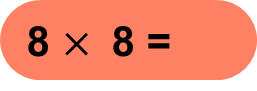 8 × 8 =